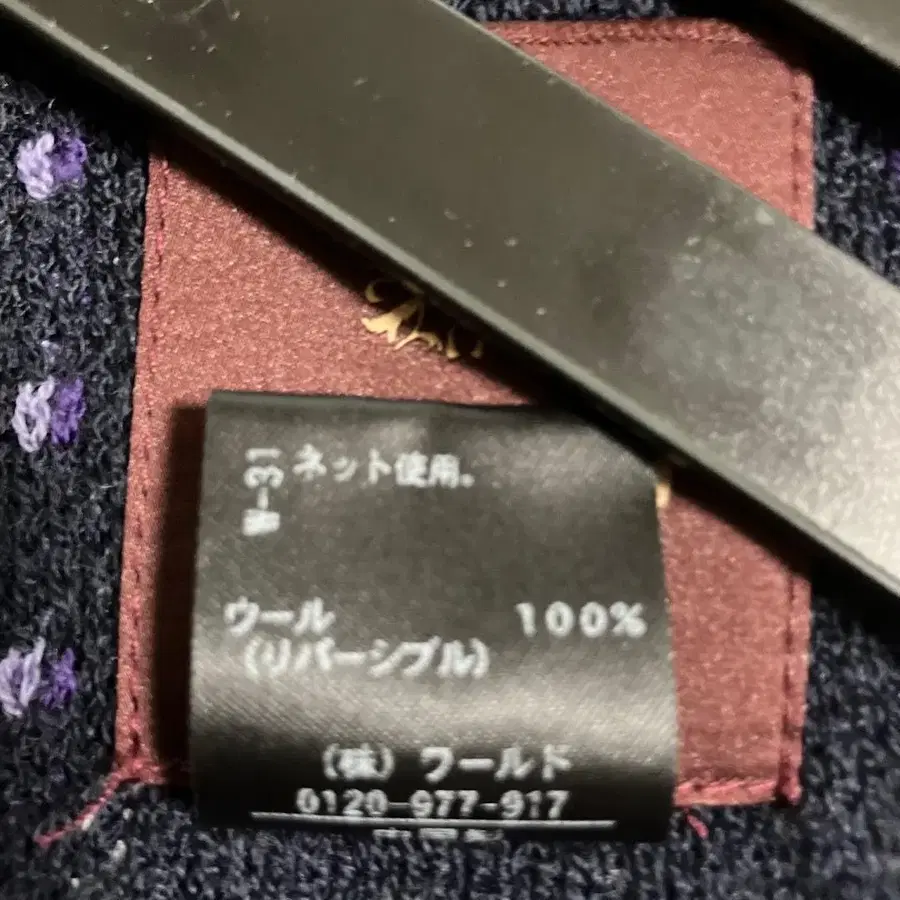 ネット使用。
ウール 100%
(リバーシブル)
(株) ワールド
0120-977-917